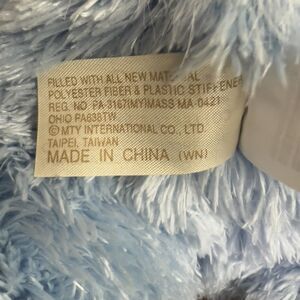 FILLED WITH ALL NEW MATERIAL
POLYESTER FIBER & PLASTIC STIFFENER
REG. NO. PA-3167(MY)MASS MA-0421
OHIO PA638TW
© MTY INTERNATIONAL CO., LTD.
TAIPEI, TAIWAN
MADE IN CHINA (WN)